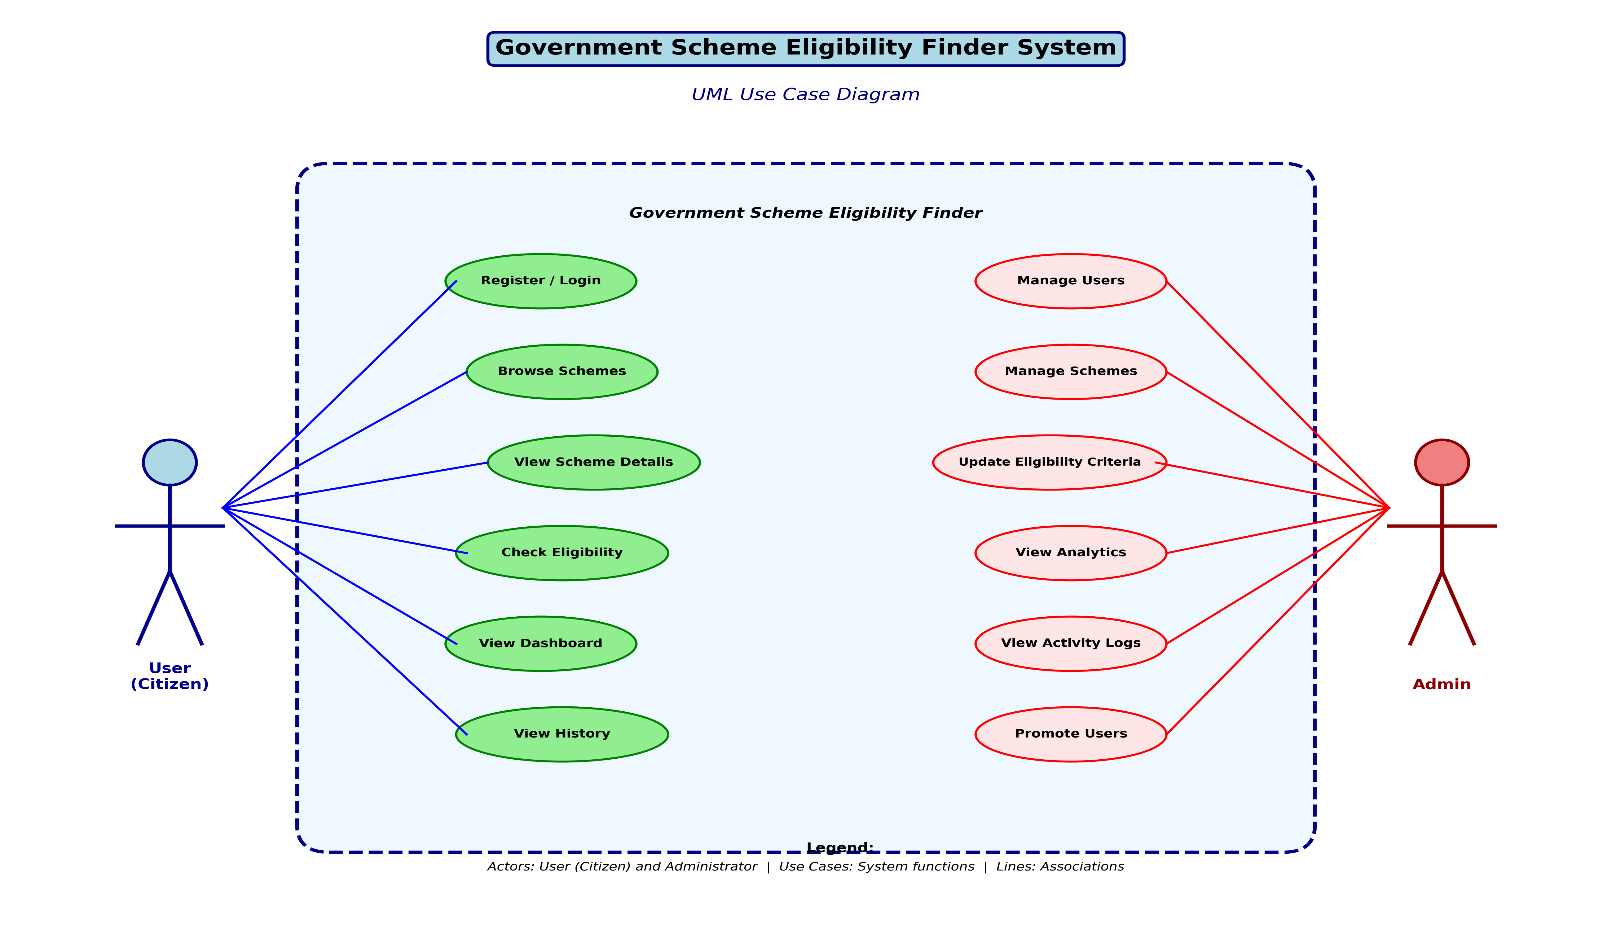 Government Scheme Eligibility Finder System
UML Use Case Diagram
Government Scheme Eligibility Finder
Register / Login
Manage Users
Browse Schemes
Manage Schemes
View Scheme Details
Update Eligibility Criteria
Check Eligibility
View Analytics
View Dashboard
View Activity Logs
User
(Citizen)
Admin
View History
Promote Users
Legend:
Actors: User (Citizen) and Administrator | Use Cases: System functions | Lines: Associations